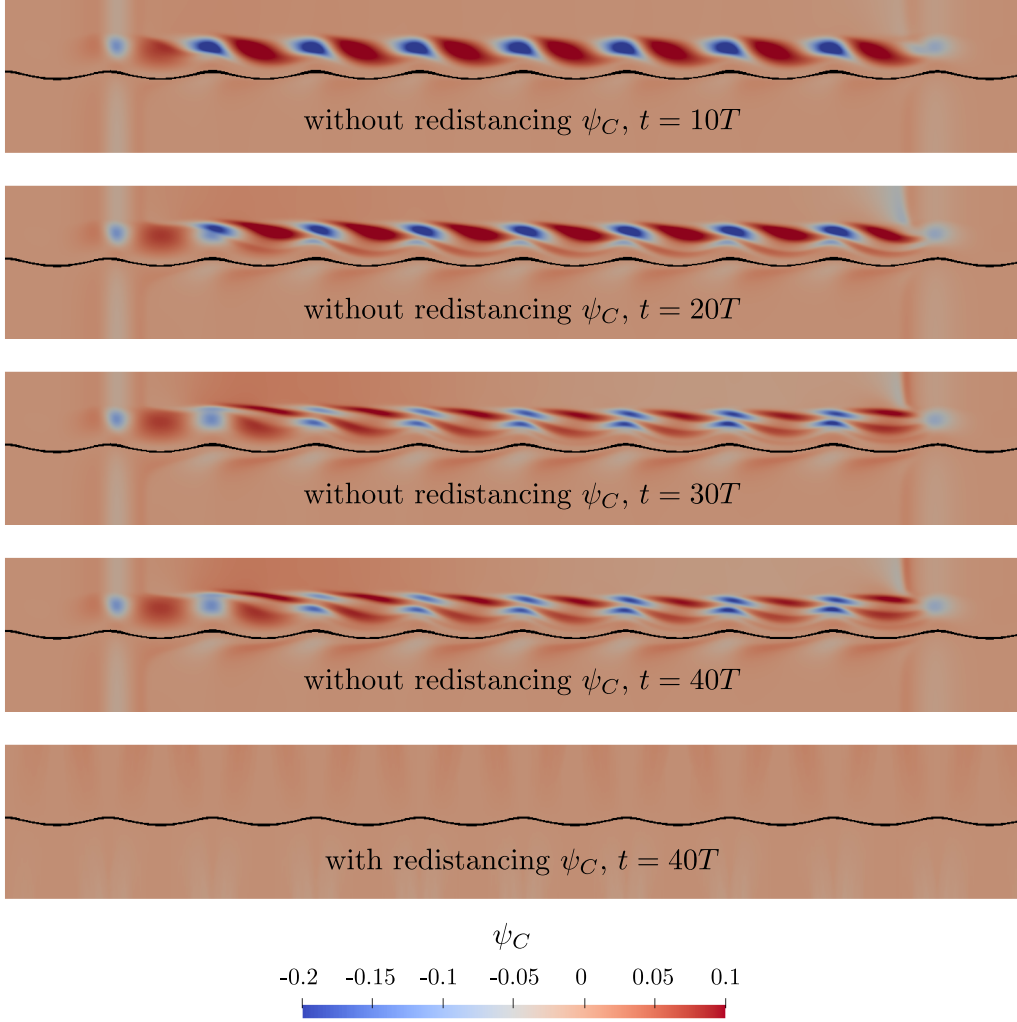 without redistancing ψ_C, t = 10T
without redistancing ψ_C, t = 20T
without redistancing ψ_C, t = 30T
without redistancing ψ_C, t = 40T
with redistancing ψ_C, t = 40T
ψ_C
-0.2 -0.15 -0.1 -0.05 0 0.05 0.1